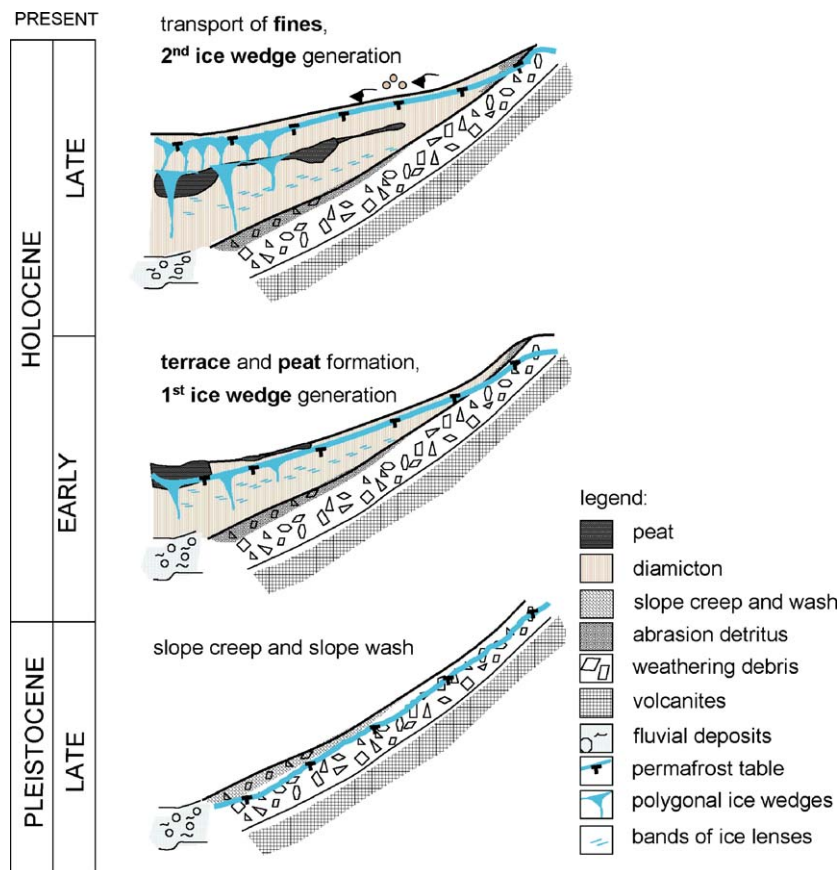 PRESENT
transport of fines,
2nd ice wedge generation
HOLOCENE
LATE
terrace and peat formation,
1st ice wedge generation
EARLY
legend:
peat
diamicton
slope creep and wash
abrasion detritus
weathering debris
volcanites
fluvial deposits
permafrost table
polygonal ice wedges
bands of ice lenses
slope creep and slope wash
PLEISTOCENE
LATE